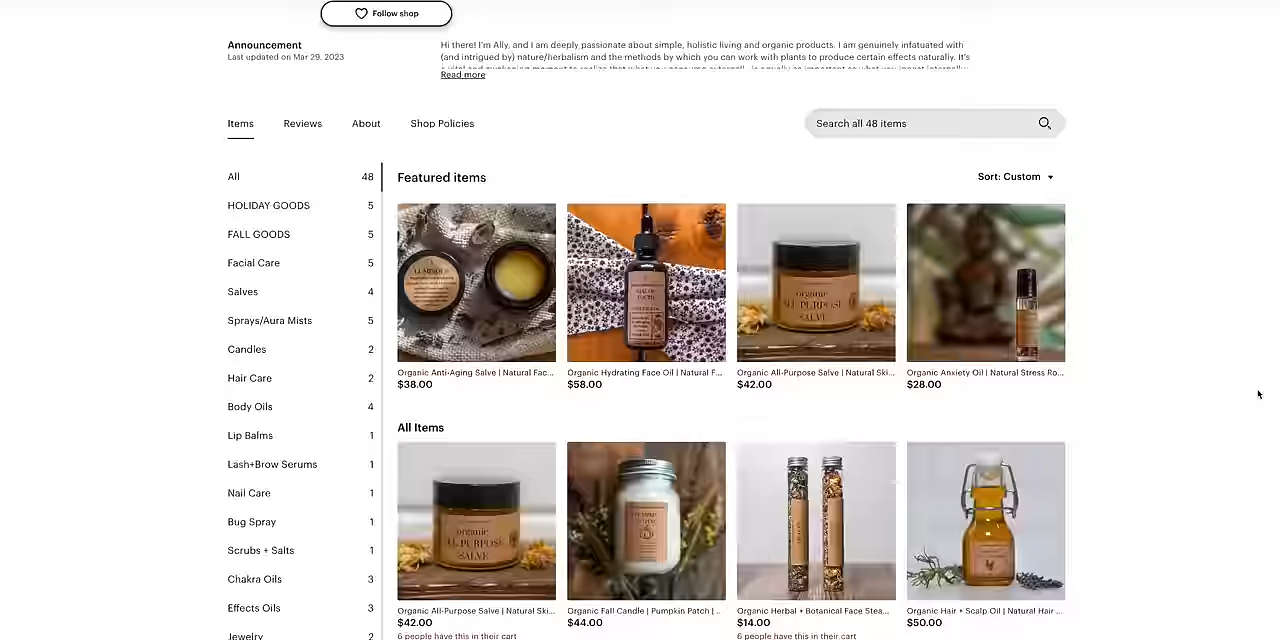 Follow shop
Announcement
Last updated on Mar 29, 2023
Hi there! I'm Ally, and I am deeply passionate about simple, holistic living and organic products. I am genuinely infatuated with
(and intrigued by) nature/herbalism and the methods by which you can work with plants to produce certain effects naturally. It's
Read more
Items
Reviews
About
Shop Policies
Search all 48 items
All 48
HOLIDAY GOODS 5
FALL GOODS 5
Facial Care 5
Salves 4
Sprays/Aura Mists 5
Candles 2
Hair Care 2
Body Oils 4
Lip Balms 1
Lash+Brow Serums 1
Nail Care 1
Bug Spray 1
Scrubs + Salts 1
Chakra Oils 3
Effects Oils 3
Jewelry 2
Featured items
Sort: Custom
organic
ALL PURPOSE
SALVE
Organic Anti-Aging Salve | Natural Fac...
$38.00
Organic Hydrating Face Oil | Natural F...
$58.00
Organic All-Purpose Salve | Natural Ski...
$42.00
Organic Anxiety Oil | Natural Stress Ro...
$28.00
All Items
organic
ALL PURPOSE
SALVE
Organic All-Purpose Salve | Natural Ski...
$42.00
6 people have this in their cart
Organic Fall Candle | Pumpkin Patch | ...
$44.00
Organic Herbal + Botanical Face Stea...
$14.00
6 people have this in their cart
Organic Hair + Scalp Oil | Natural Hair ...
$50.00